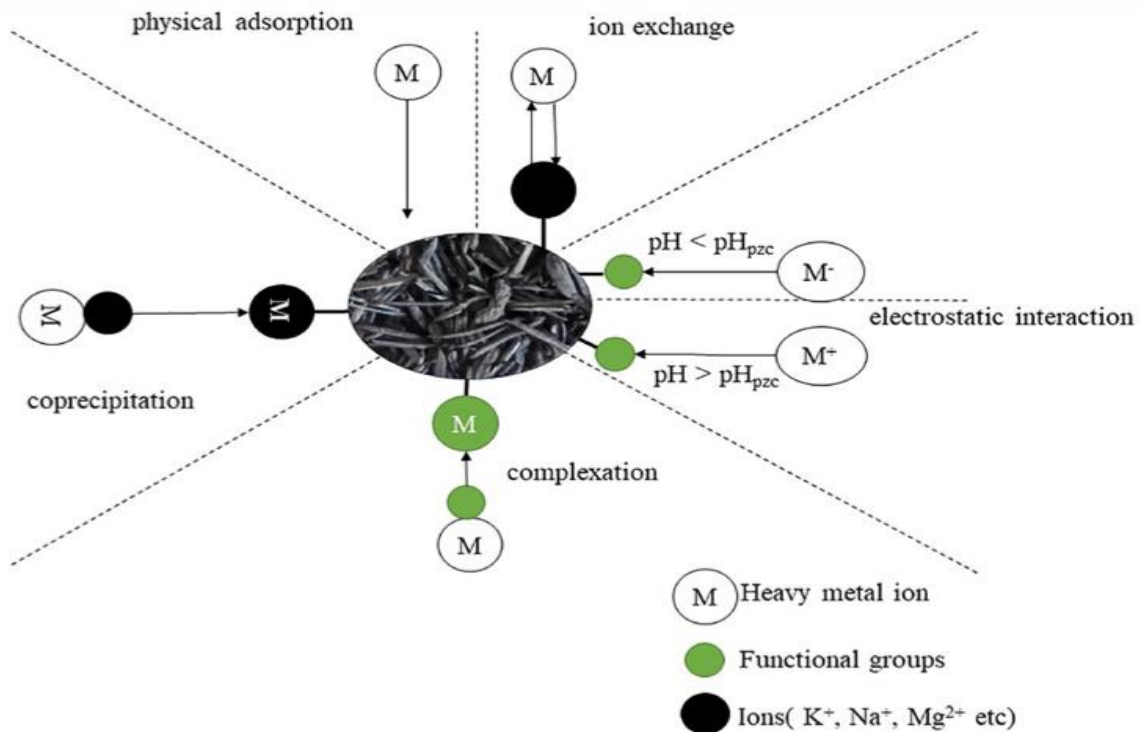 physical adsorption
ion exchange
M
M
pH < pHpzc
M⁻
M
M
electrostatic interaction
pH > pHpzc
M⁺
coprecipitation
M
complexation
M
M Heavy metal ion
Functional groups
Ions( K⁺, Na⁺, Mg²⁺ etc)